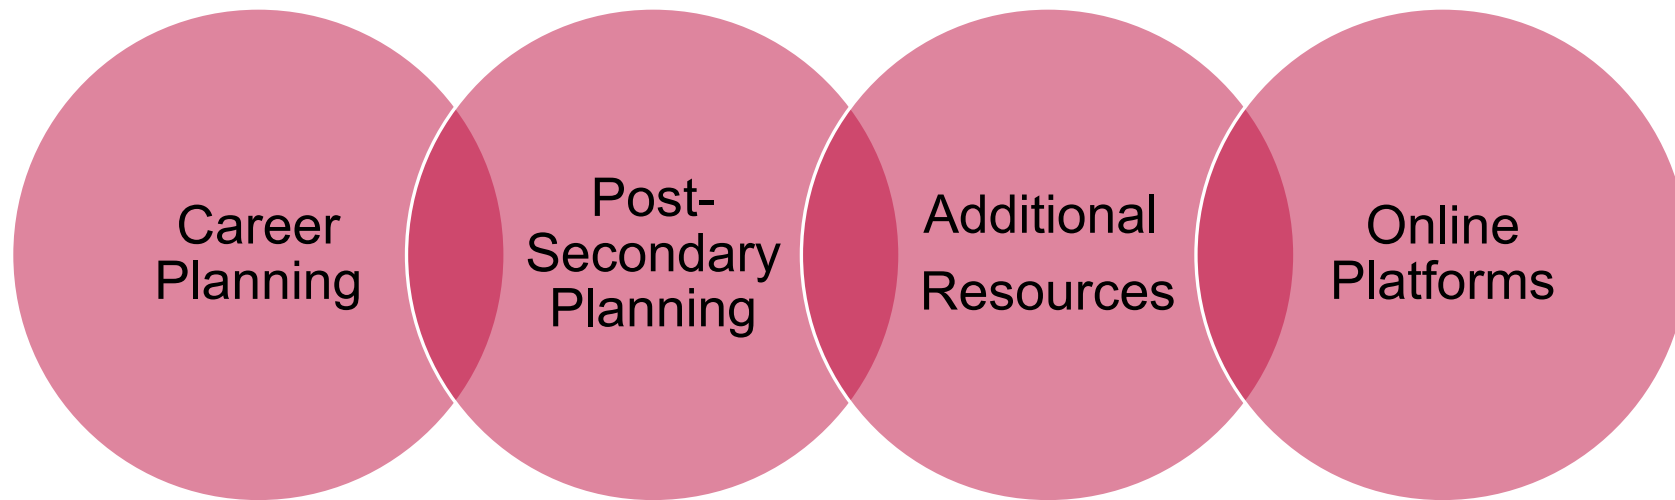 Career
Planning
Post-
Secondary
Planning
Additional
Resources
Online
Platforms